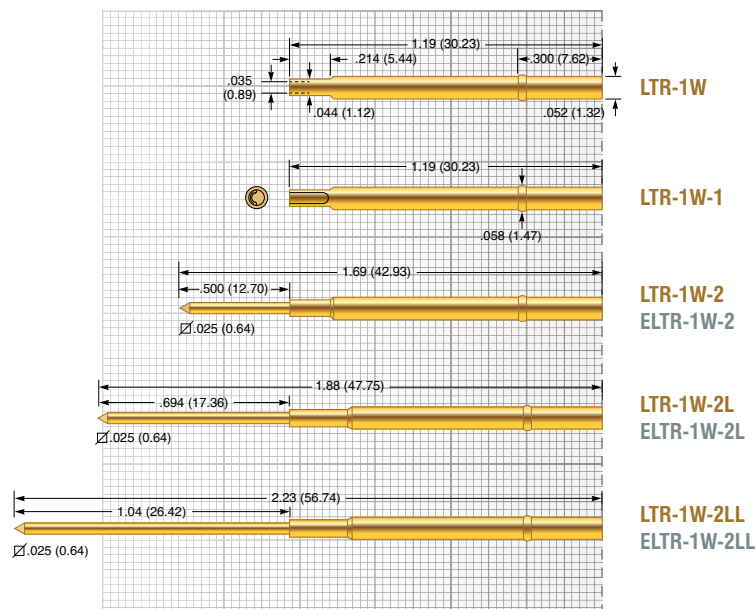 1.19 (30.23)
.214 (5.44)
.300 (7.62)
.035
(0.89)
LTR-1W
.044 (1.12)
.052 (1.32)
1.19 (30.23)
LTR-1W-1
.058 (1.47)
1.69 (42.93)
.500 (12.70)
LTR-1W-2
ELTR-1W-2
.025 (0.64)
1.88 (47.75)
.694 (17.36)
LTR-1W-2L
ELTR-1W-2L
.025 (0.64)
2.23 (56.74)
1.04 (26.42)
LTR-1W-2LL
ELTR-1W-2LL
.025 (0.64)